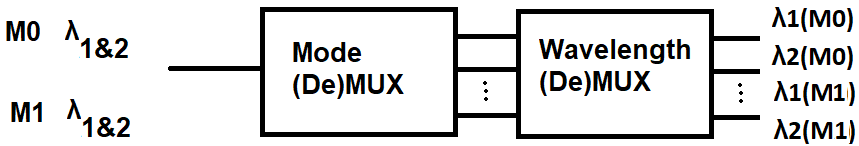 M0 λ1&2
M1 λ1&2
Mode
(De)MUX
Wavelength
(De)MUX
λ1(M0)
λ2(M0)
λ1(M1)
λ2(M1)